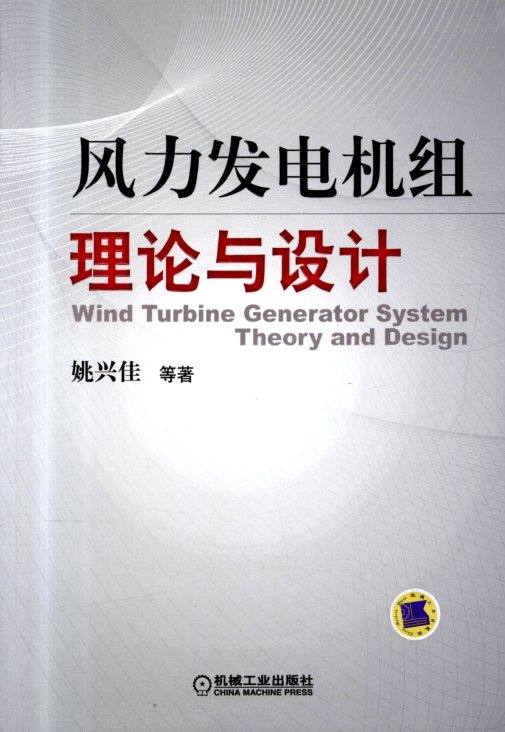 风力发电机组
理论与设计
Wind Turbine Generator System
Theory and Design
姚兴佳 等著
机械工业出版社
CHINA MACHINE PRESS